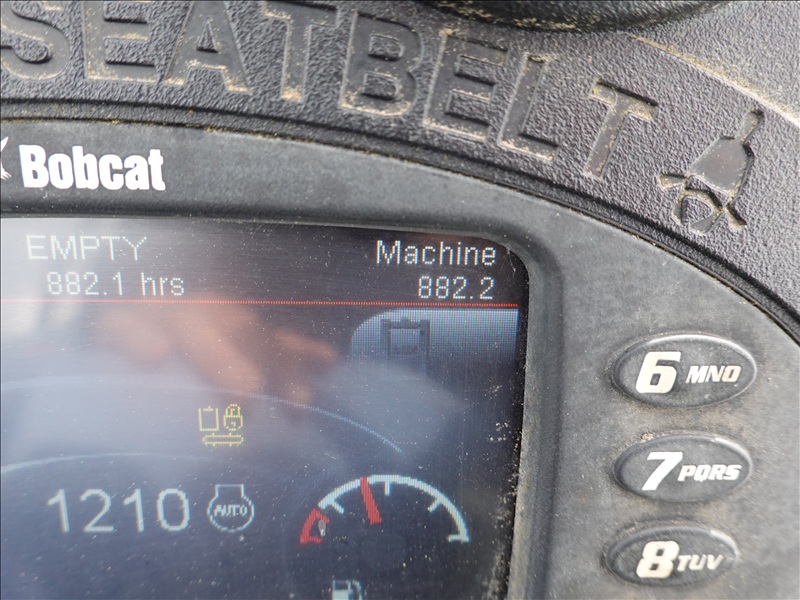 SEATBELT
Bobcat
EMPTY Machine
882.1 hrs 882.2
6 MNO
7 PQRS
1210 AUTO
8 TUV